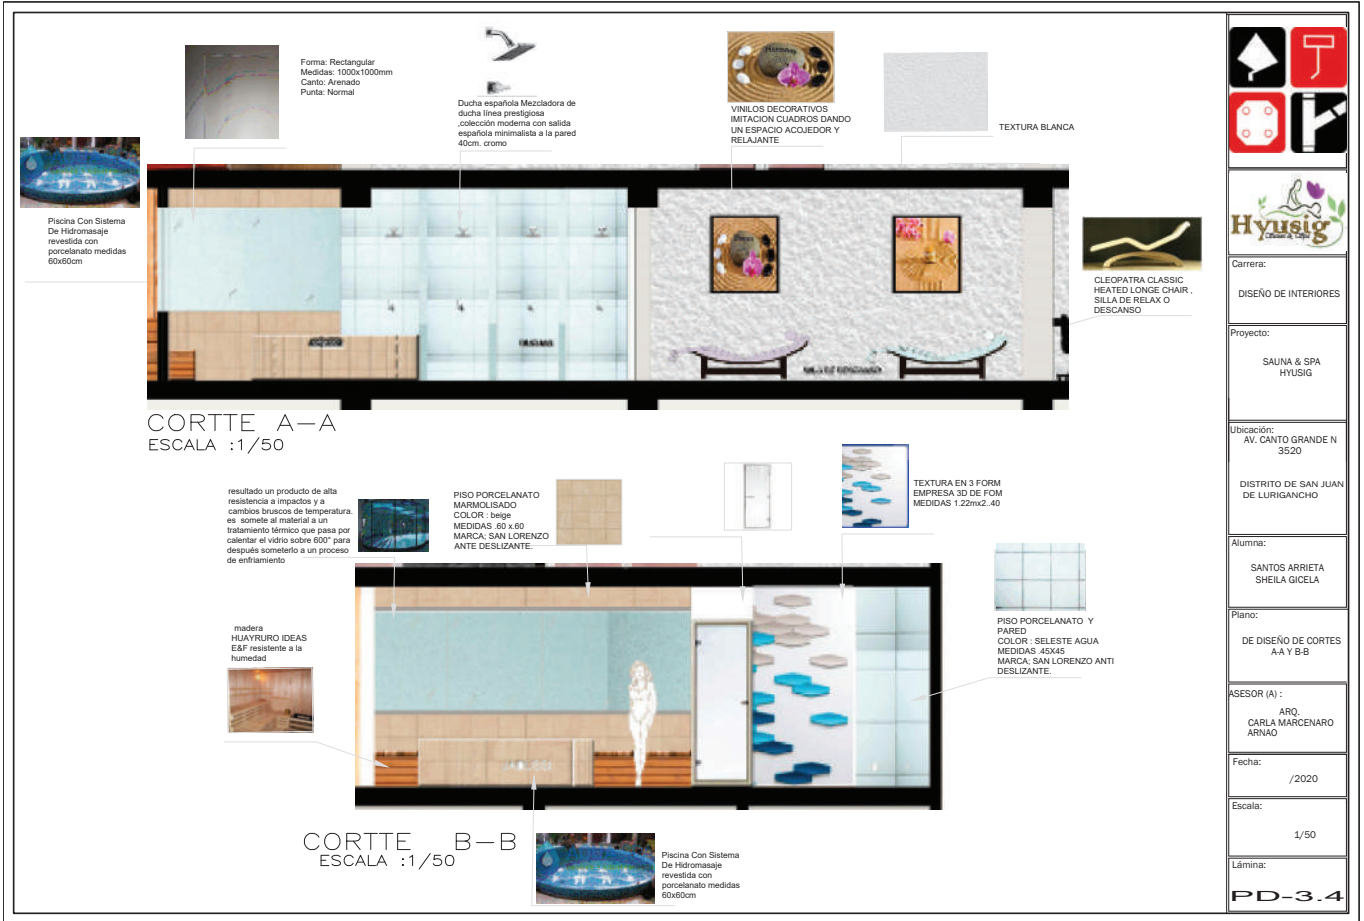 Forma: Rectangular
Medidas: 1000x1000mm
Canto: Arenado
Punta: Normal
Ducha española Mezcladora de
ducha línea prestigiosa
,colección moderna con salida
española minimalista a la pared
40cm. cromo
VINILOS DECORATIVOS
IMITACION CUADROS DANDO
UN ESPACIO ACOJEDOR Y
RELAJANTE
TEXTURA BLANCA
Piscina Con Sistema
De Hidromasaje
revestida con
porcelanato medidas
60x60cm
CLEOPATRA CLASSIC
HEATED LONGE CHAIR ,
SILLA DE RELAX O
DESCANSO
CORTTE A-A
ESCALA :1/50
resultado un producto de alta
resistencia a impactos y a
cambios bruscos de temperatura.
es somete al material a un
tratamiento térmico que pasa por
calentar el vidrio sobre 600° para
después someterlo a un proceso
de enfriamiento
PISO PORCELANATO
MARMOLISADO
COLOR : beige
MEDIDAS .60 x.60
MARCA; SAN LORENZO
ANTE DESLIZANTE.
TEXTURA EN 3 FORM
EMPRESA 3D DE FOM
MEDIDAS 1.22mx2..40
madera
HUAYRURO IDEAS
E&F resistente a la
humedad
PISO PORCELANATO Y
PARED
COLOR : SELESTE AGUA
MEDIDAS .45X45
MARCA; SAN LORENZO ANTI
DESLIZANTE.
CORTTE B-B
ESCALA :1/50
Piscina Con Sistema
De Hidromasaje
revestida con
porcelanato medidas
60x60cm
Hyusig
Carrera:
DISEÑO DE INTERIORES
Proyecto:
SAUNA & SPA
HYUSIG
Ubicación:
AV. CANTO GRANDE N
3520
DISTRITO DE SAN JUAN
DE LURIGANCHO
Alumna:
SANTOS ARRIETA
SHEILA GICELA
Plano:
DE DISEÑO DE CORTES
A-A Y B-B
ASESOR (A) :
ARQ.
CARLA MARCENARO
ARNAO
Fecha:
/2020
Escala:
1/50
Lámina:
PD-3.4